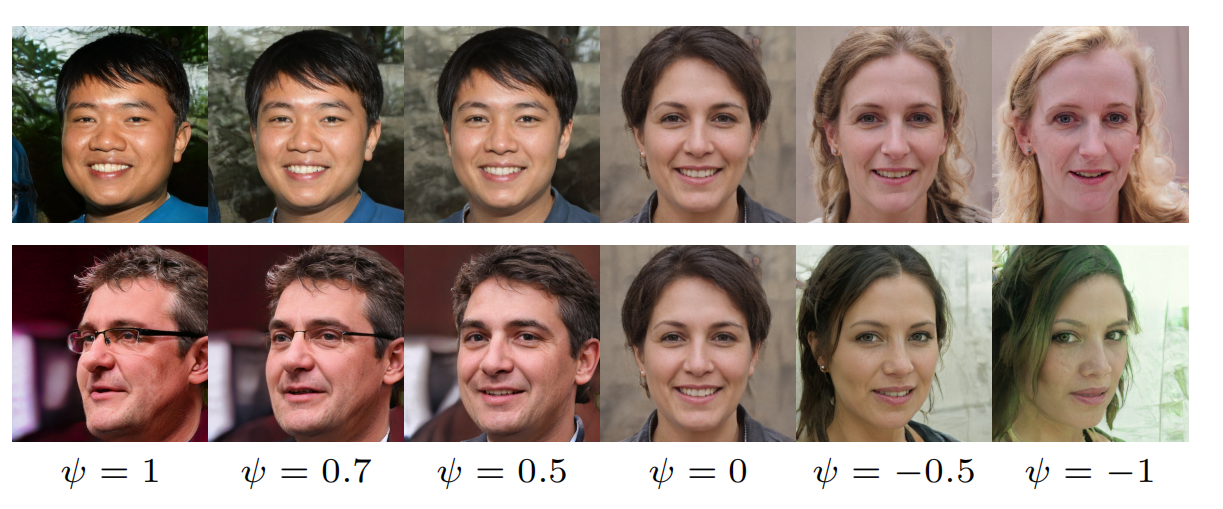 ψ = 1 ψ = 0.7 ψ = 0.5 ψ = 0 ψ = −0.5 ψ = −1